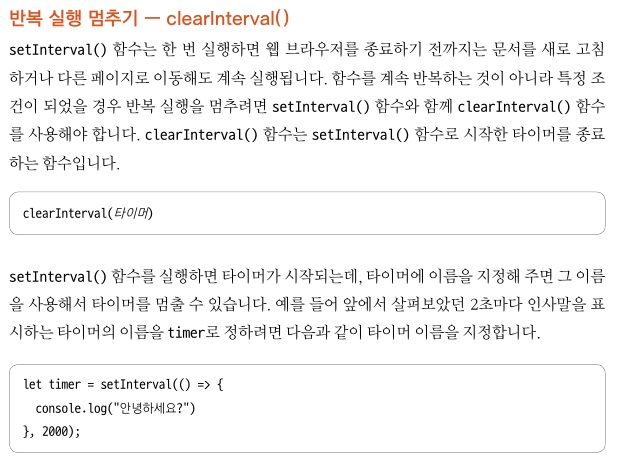 반복 실행 멈추기 — clearInterval()
setInterval() 함수는 한 번 실행하면 웹 브라우저를 종료하기 전까지는 문서를 새로 고침
하거나 다른 페이지로 이동해도 계속 실행됩니다. 함수를 계속 반복하는 것이 아니라 특정 조
건이 되었을 경우 반복 실행을 멈추려면 setInterval() 함수와 함께 clearInterval() 함수
를 사용해야 합니다. clearInterval() 함수는 setInterval() 함수로 시작한 타이머를 종료
하는 함수입니다.
clearInterval(타이머)
setInterval() 함수를 실행하면 타이머가 시작되는데, 타이머에 이름을 지정해 주면 그 이름
을 사용해서 타이머를 멈출 수 있습니다. 예를 들어 앞에서 살펴보았던 2초마다 인사말을 표
시하는 타이머의 이름을 timer로 정하려면 다음과 같이 타이머 이름을 지정합니다.
let timer = setInterval(() => {
console.log("안녕하세요?")
}, 2000);